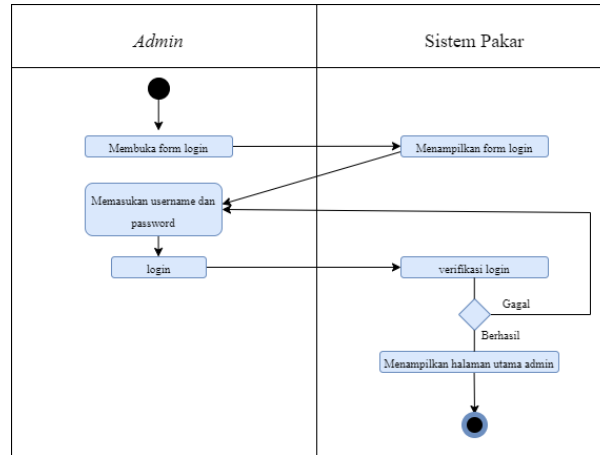 Admin
Sistem Pakar
Membuka form login
Menampilkan form login
Memasukan username dan
password
login
verifikasi login
Gagal
Berhasil
Menampilkan halaman utama admin